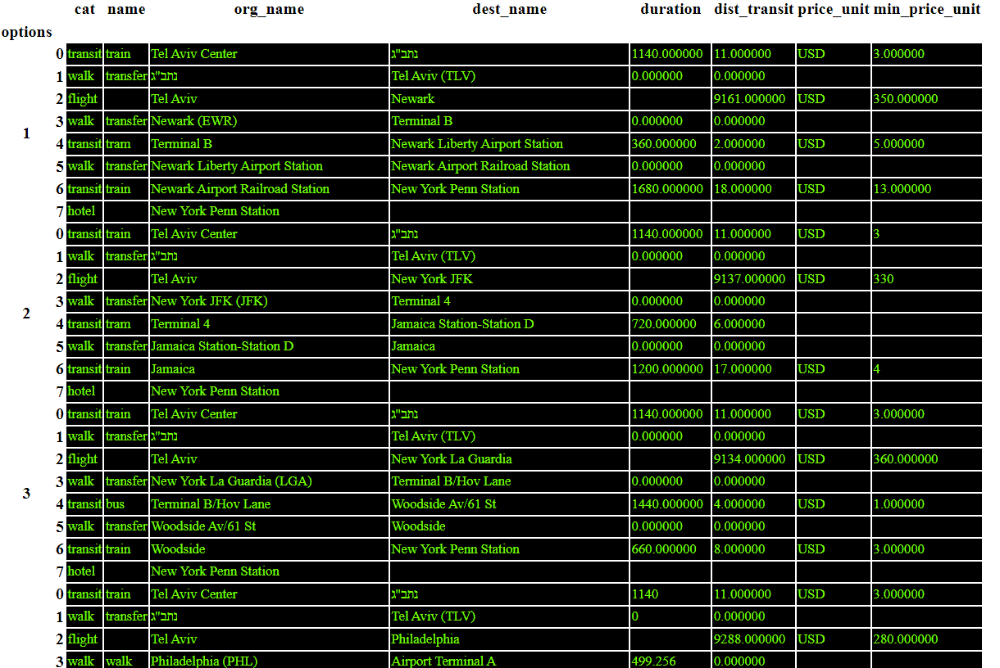 cat name org_name dest_name duration dist_transit price_unit min_price_unit
options
0 transit train Tel Aviv Center נתב"ג 1140.000000 11.000000 USD 3.000000
1 walk transfer נתב"ג Tel Aviv (TLV) 0.000000 0.000000
2 flight Tel Aviv Newark 9161.000000 USD 350.000000
3 walk transfer Newark (EWR) Terminal B 0.000000 0.000000
1
4 transit tram Terminal B Newark Liberty Airport Station 360.000000 2.000000 USD 5.000000
5 walk transfer Newark Liberty Airport Station Newark Airport Railroad Station 0.000000 0.000000
6 transit train Newark Airport Railroad Station New York Penn Station 1680.000000 18.000000 USD 13.000000
7 hotel New York Penn Station
0 transit train Tel Aviv Center נתב"ג 1140.000000 11.000000 USD 3
1 walk transfer נתב"ג Tel Aviv (TLV) 0.000000 0.000000
2 flight Tel Aviv New York JFK 9137.000000 USD 330
3 walk transfer New York JFK (JFK) Terminal 4 0.000000 0.000000
2
4 transit tram Terminal 4 Jamaica Station-Station D 720.000000 6.000000
5 walk transfer Jamaica Station-Station D Jamaica 0.000000 0.000000
6 transit train Jamaica New York Penn Station 1200.000000 17.000000 USD 4
7 hotel New York Penn Station
0 transit train Tel Aviv Center נתב"ג 1140.000000 11.000000 USD 3.000000
1 walk transfer נתב"ג Tel Aviv (TLV) 0.000000 0.000000
2 flight Tel Aviv New York La Guardia 9134.000000 USD 360.000000
3 walk transfer New York La Guardia (LGA) Terminal B/Hov Lane 0.000000 0.000000
3
4 transit bus Terminal B/Hov Lane Woodside Av/61 St 1440.000000 4.000000 USD 1.000000
5 walk transfer Woodside Av/61 St Woodside 0.000000 0.000000
6 transit train Woodside New York Penn Station 660.000000 8.000000 USD 3.000000
7 hotel New York Penn Station
0 transit train Tel Aviv Center נתב"ג 1140 11.000000 USD 3.000000
1 walk transfer נתב"ג Tel Aviv (TLV) 0 0.000000
2 flight Tel Aviv Philadelphia 9288.000000 USD 280.000000
3 walk walk Philadelphia (PHL) Airport Terminal A 499.256 0.000000